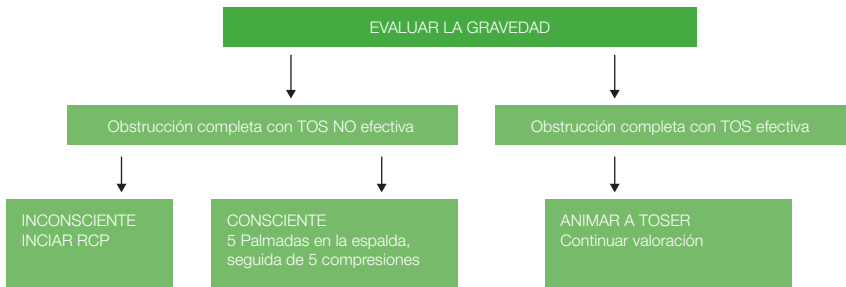 EVALUAR LA GRAVEDAD
Obstrucción completa con TOS NO efectiva
Obstrucción completa con TOS efectiva
INCONSCIENTE
INCIAR RCP
CONSCIENTE
5 Palmadas en la espalda,
seguida de 5 compresiones
ANIMAR A TOSER
Continuar valoración